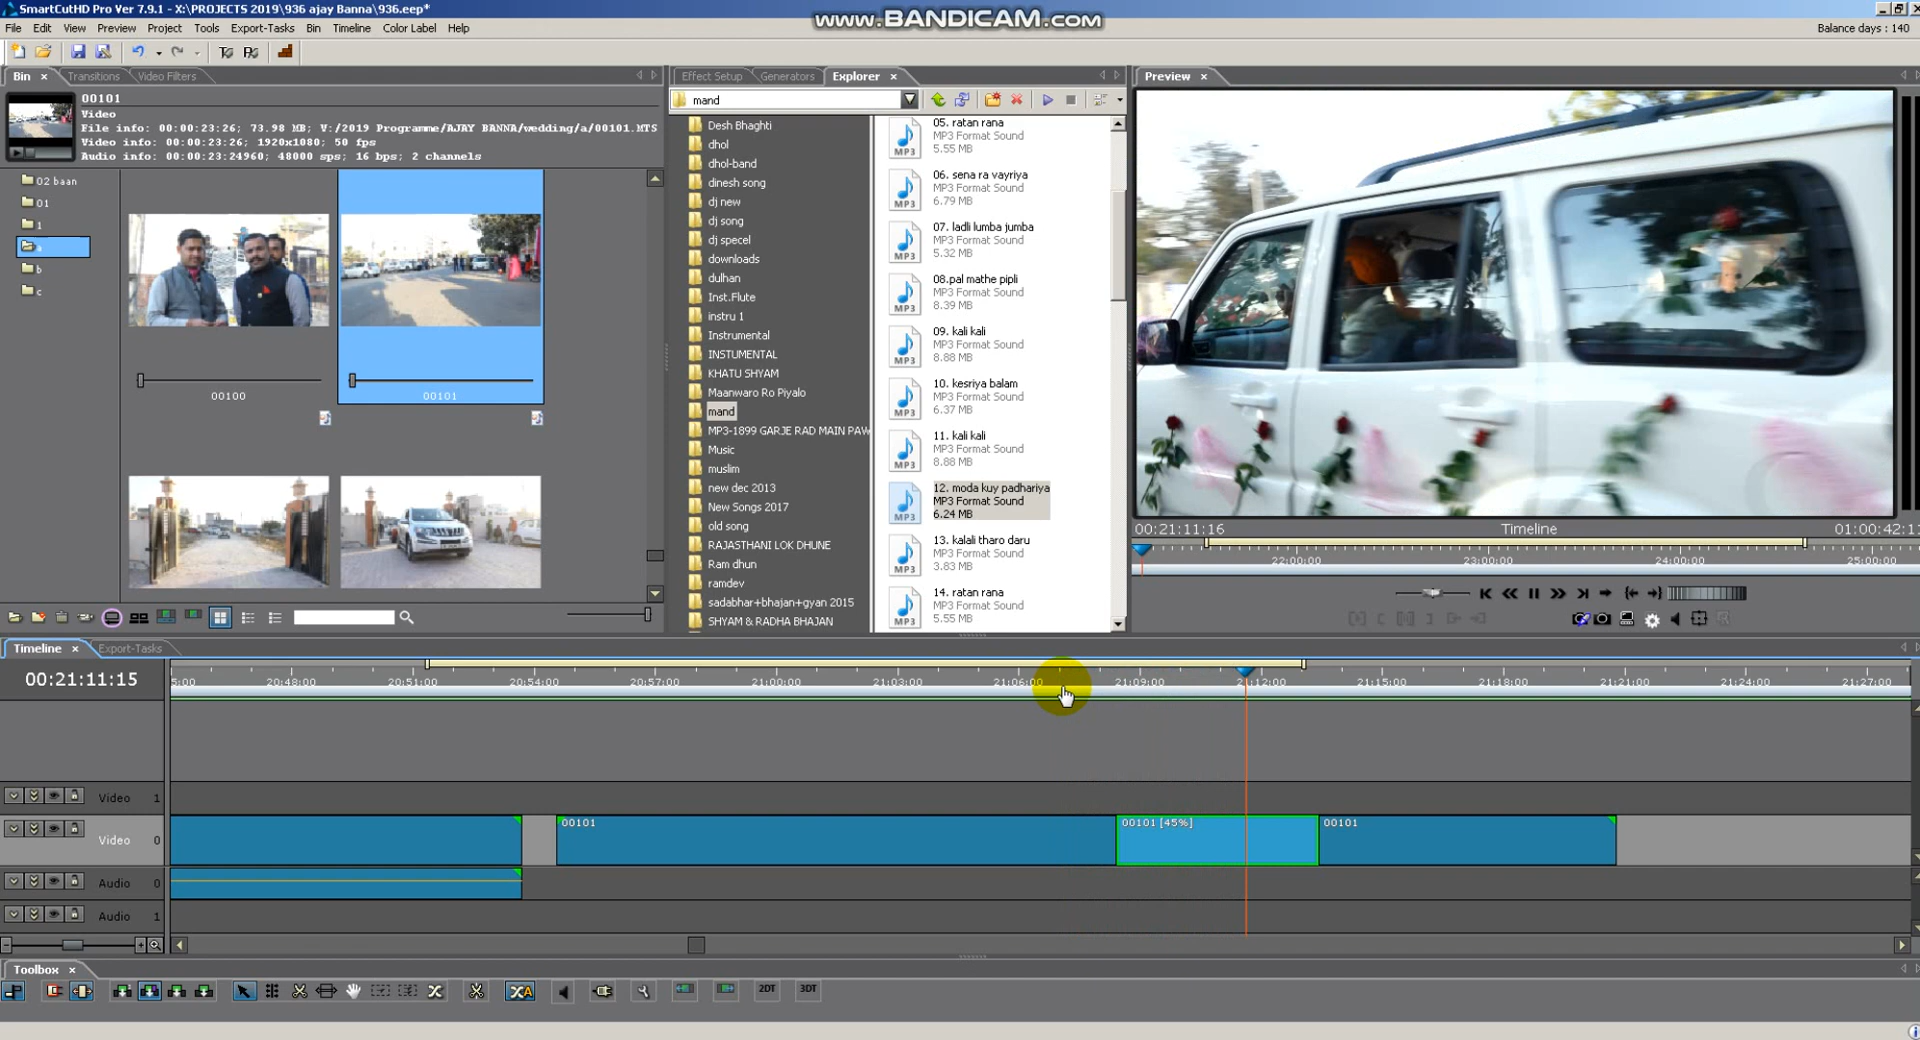 SmartCutHD Pro Ver 7.9.1 - X:\PROJECTS 2019\936 ajay Banna\936.eep*
www.BANDICAM.com
File Edit View Preview Project Tools Export-Tasks Bin Timeline Color Label Help
Balance days : 140
Bin Transitions Video Filters
00101
Video
File info: 00:00:23:26; 73.98 MB, V:/2019 Programme/AJAY BANNA/wedding/a/00101.MTS
Video info: 00:00:23:26; 1920x1080; 50 fps
Audio info: 00:00:23:24960; 48000 sps; 16 bps; 2 channels
02 baan
01
1
a
b
c
00100
00101
Effect Setup Generators Explorer
mand
Desh Bhaghti
dhol
dhol-band
dinesh song
dj new
dj song
dj specel
downloads
dulhan
Inst.Flute
instru 1
Instrumental
INSTUMENTAL
KHATU SHYAM
Maanwaro Ro Piyalo
mand
MP3-1899 GARJE RAD MAIN PAW
Music
muslim
new dec 2013
New Songs 2017
old song
RAJASTHANI LOK DHUNE
Ram dhun
ramdev
sadabhar+bhajan+gyan 2015
SHYAM & RADHA BHAJAN
05. ratan rana
MP3 Format Sound
5.55 MB
06. sena ra vayriya
MP3 Format Sound
6.79 MB
07. ladli lumba jumba
MP3 Format Sound
5.32 MB
08.pal mathe pipli
MP3 Format Sound
8.39 MB
09. kali kali
MP3 Format Sound
8.88 MB
10. kesriya balam
MP3 Format Sound
6.37 MB
11. kali kali
MP3 Format Sound
8.88 MB
12. moda kuy padhariya
MP3 Format Sound
6.24 MB
13. kalali tharo daru
MP3 Format Sound
3.83 MB
14. ratan rana
MP3 Format Sound
5.55 MB
MP3
MP3
MP3
MP3
MP3
MP3
MP3
MP3
MP3
MP3
Preview
00:21:11:16 Timeline 01:00:42:11
22:00:00 23:00:00 24:00:00 25:00:00
Timeline Export-Tasks
00:21:11:15
5:00 20:48:00 20:51:00 20:54:00 20:57:00 21:00:00 21:03:00 21:06:00 21:09:00 21:12:00 21:15:00 21:18:00 21:21:00 21:24:00 21:27:00
Video 1
Video 0
00101 00101 [45%] 00101
Audio 0
Audio 1
Toolbox
2DT 3DT